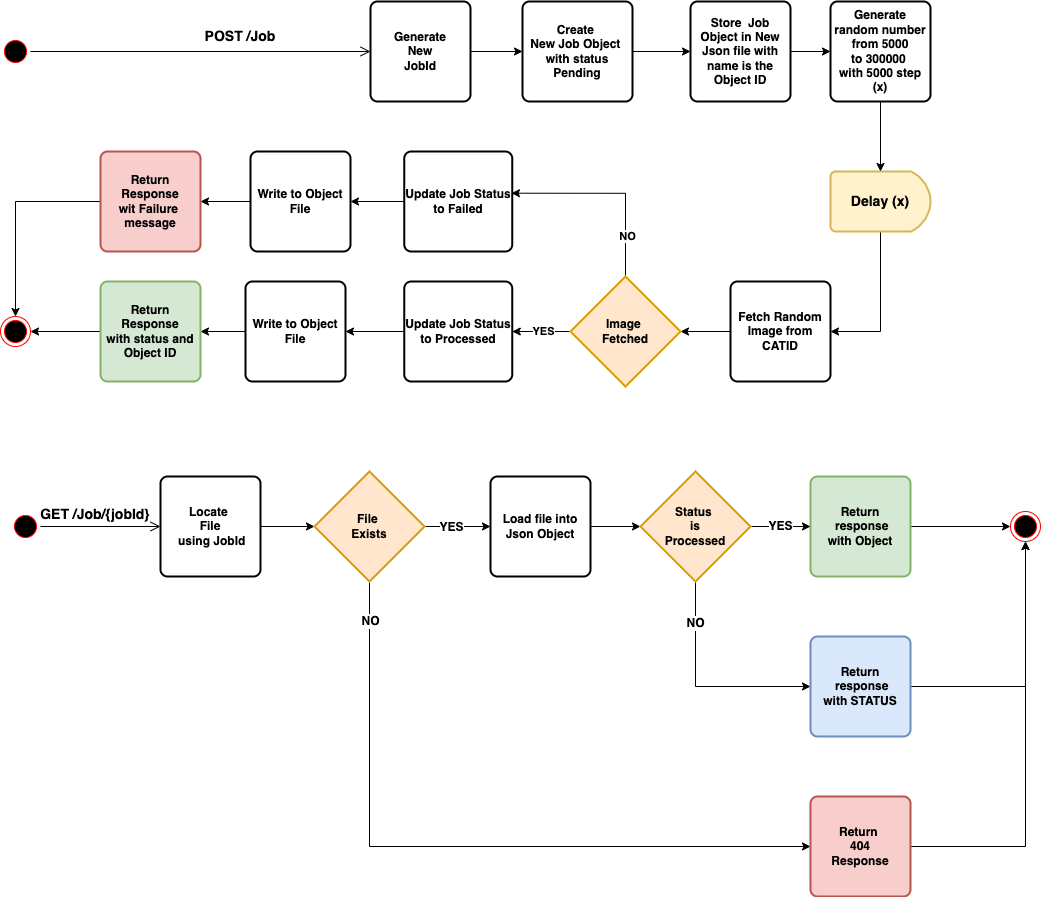 POST /Job
Generate
New
JobId
Create
New Job Object
with status
Pending
Store Job
Object in New
Json file with
name is the
Object ID
Generate
random number
from 5000
to 300000
with 5000 step
(x)
Delay (x)
Return
Response
wit Failure
message
Write to Object
File
Update Job Status
to Failed
NO
Return
Response
with status and
Object ID
Write to Object
File
Update Job Status
to Processed
YES
Image
Fetched
Fetch Random
Image from
CATID
GET /Job/{jobId}
Locate
File
using JobId
File
Exists
YES
Load file into
Json Object
Status
is
Processed
YES
Return
response
with Object
NO
NO
Return
response
with STATUS
Return
404
Response